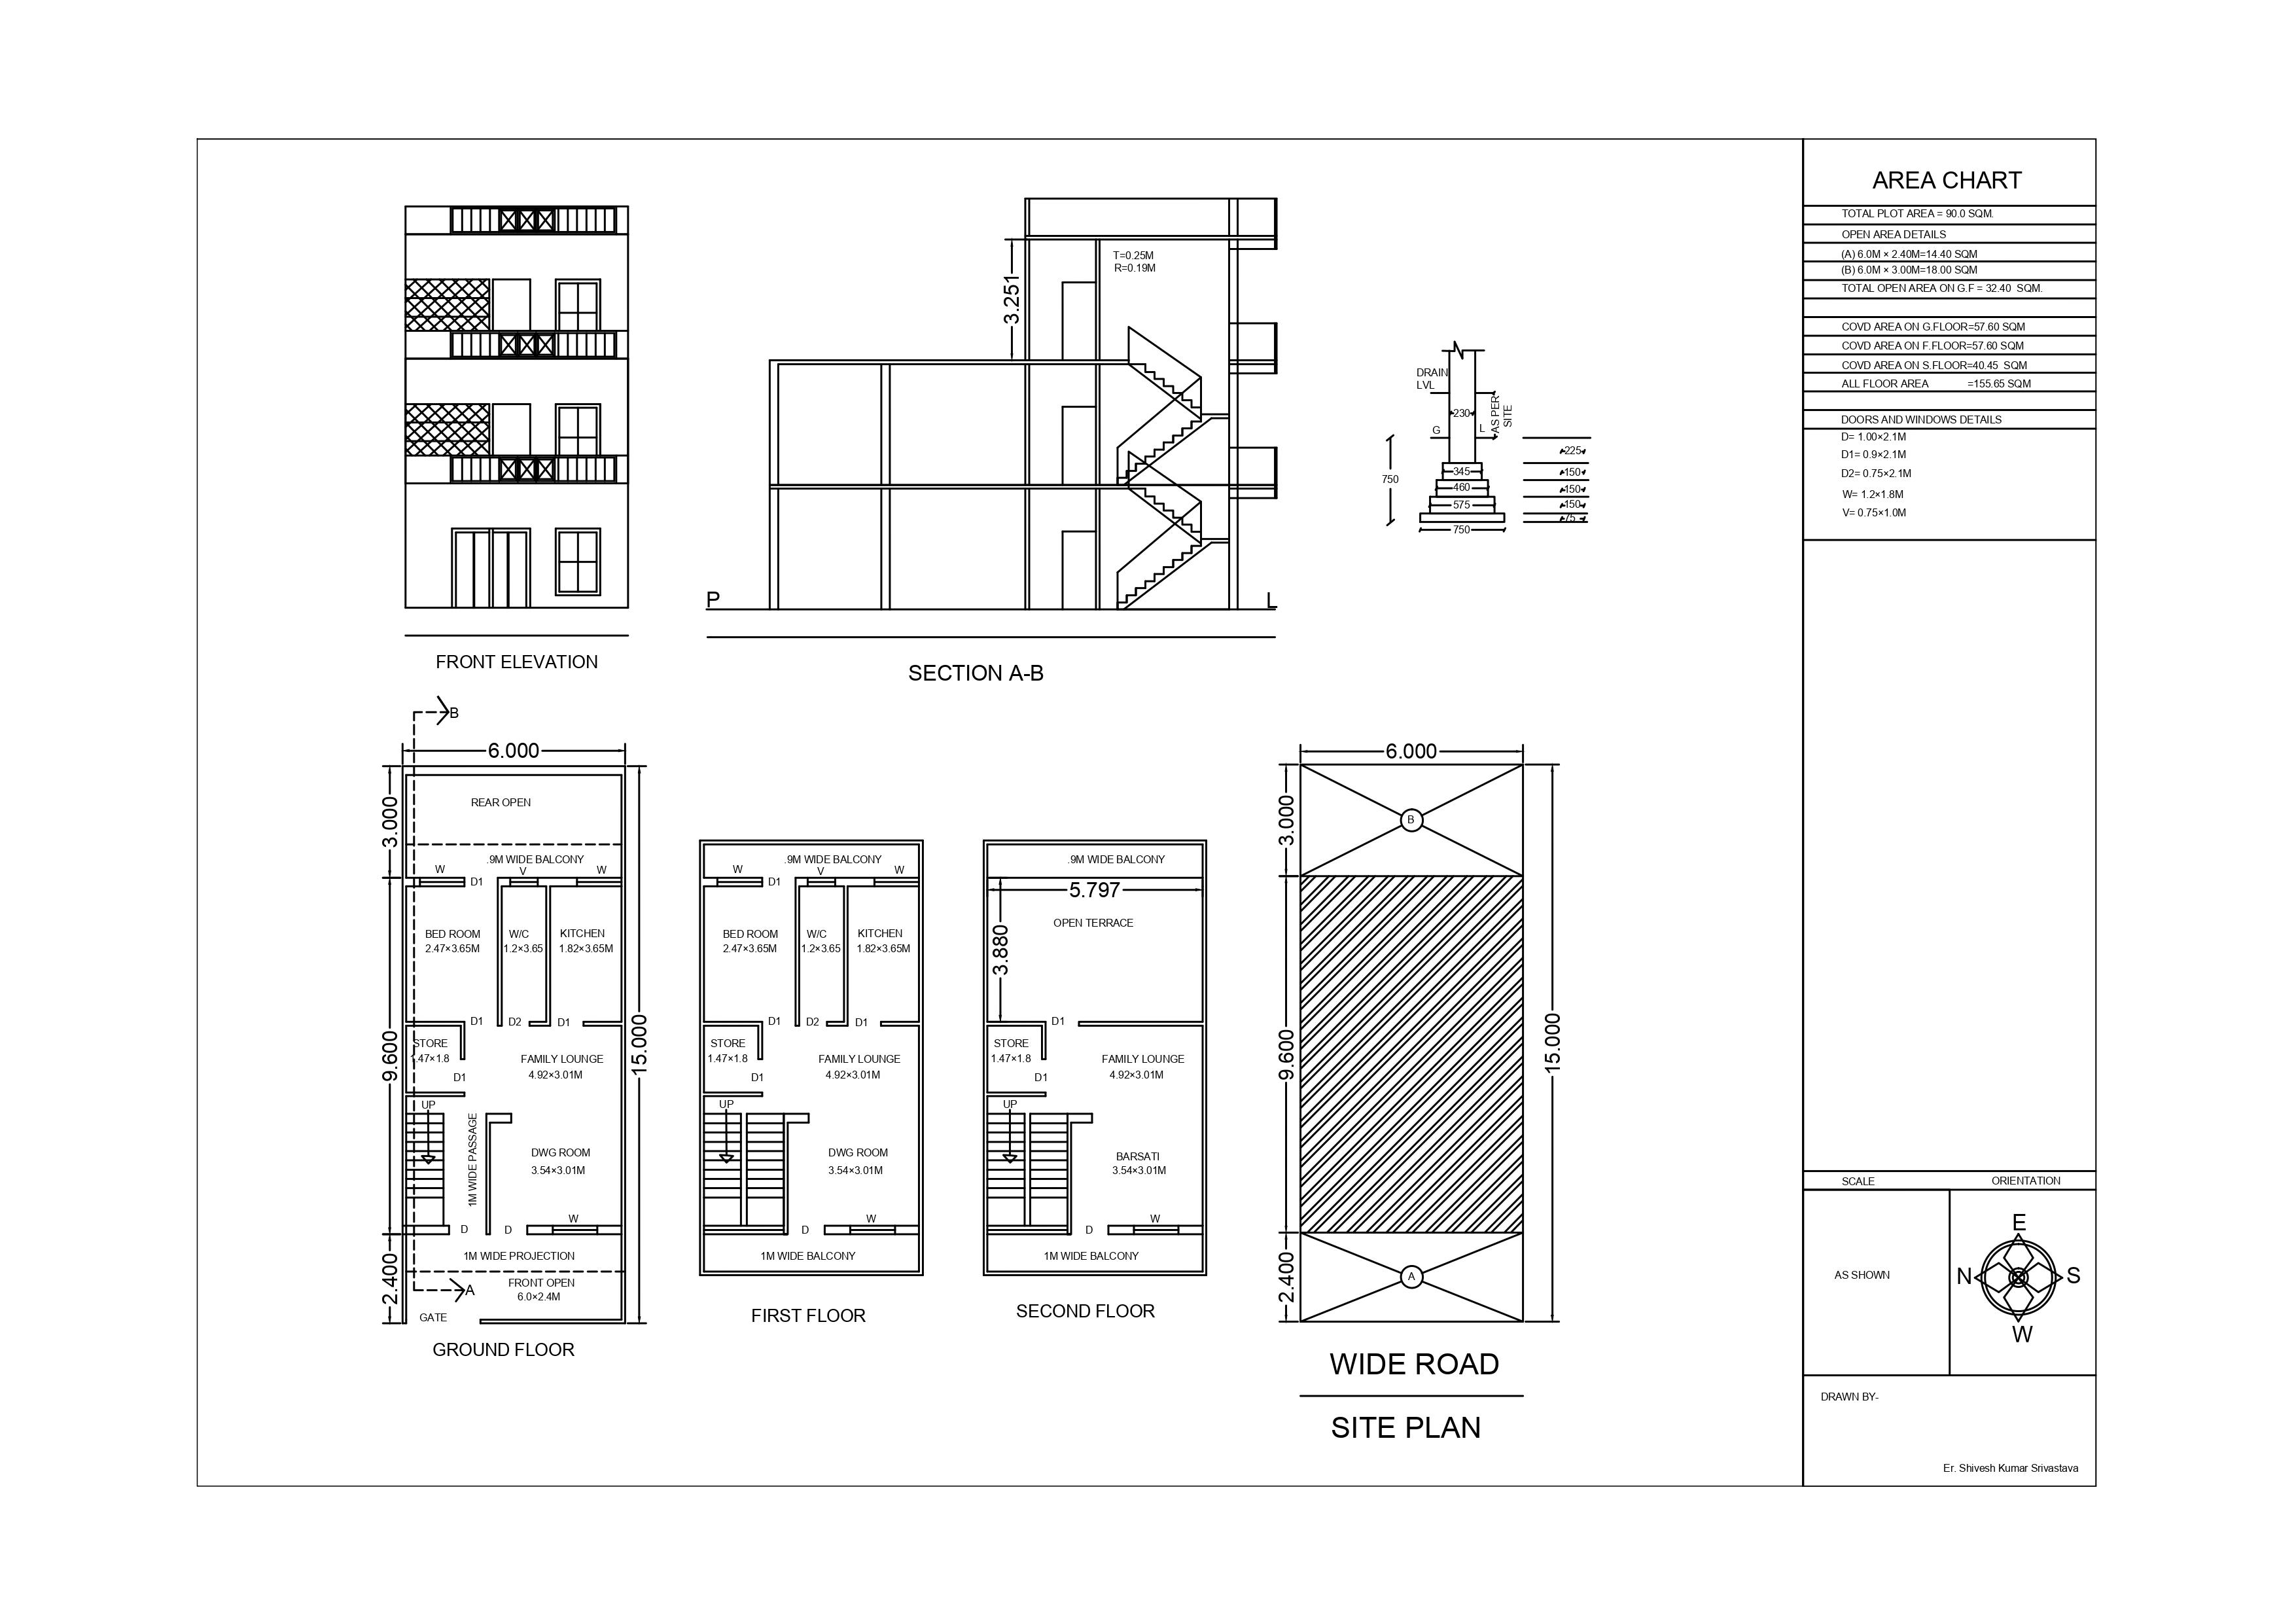 3.251
T=0.25M
R=0.19M
P
L
FRONT ELEVATION
SECTION A-B
DRAIN
LVL
AS PER
SITE
230
G
L
750
345
460
575
750
225
150
150
150
75
B
6.000
3.000
9.600
2.400
15.000
REAR OPEN
.9M WIDE BALCONY
W
V
W
D1
BED ROOM
2.47×3.65M
W/C
1.2×3.65
KITCHEN
1.82×3.65M
D1
D2
D1
STORE
1.47×1.8
FAMILY LOUNGE
4.92×3.01M
D1
UP
1M WIDE PASSAGE
DWG ROOM
3.54×3.01M
W
D
D
1M WIDE PROJECTION
FRONT OPEN
6.0×2.4M
A
GATE
GROUND FLOOR
.9M WIDE BALCONY
W
V
W
D1
BED ROOM
2.47×3.65M
W/C
1.2×3.65
KITCHEN
1.82×3.65M
D1
D2
D1
STORE
1.47×1.8
FAMILY LOUNGE
4.92×3.01M
D1
UP
DWG ROOM
3.54×3.01M
W
D
1M WIDE BALCONY
FIRST FLOOR
.9M WIDE BALCONY
5.797
OPEN TERRACE
3.880
D1
STORE
1.47×1.8
FAMILY LOUNGE
4.92×3.01M
D1
UP
BARSATI
3.54×3.01M
W
D
1M WIDE BALCONY
SECOND FLOOR
6.000
3.000
B
9.600
15.000
2.400
A
WIDE ROAD
SITE PLAN
AREA CHART
TOTAL PLOT AREA = 90.0 SQM.
OPEN AREA DETAILS
(A) 6.0M × 2.40M=14.40 SQM
(B) 6.0M × 3.00M=18.00 SQM
TOTAL OPEN AREA ON G.F = 32.40 SQM.
COVD AREA ON G.FLOOR=57.60 SQM
COVD AREA ON F.FLOOR=57.60 SQM
COVD AREA ON S.FLOOR=40.45 SQM
ALL FLOOR AREA =155.65 SQM
DOORS AND WINDOWS DETAILS
D= 1.00×2.1M
D1= 0.9×2.1M
D2= 0.75×2.1M
W= 1.2×1.8M
V= 0.75×1.0M
SCALE
ORIENTATION
AS SHOWN
E
N
S
W
DRAWN BY-
Er. Shivesh Kumar Srivastava